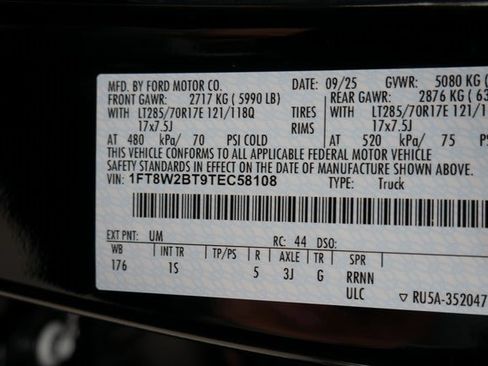 MFD. BY FORD MOTOR CO. 09/25 GVWR: 5080 KG (
FRONT GAWR: 2717 KG ( 5990 LB) REAR GAWR: 2876 KG ( 63
WITH LT285/70R17E 121/118Q TIRES WITH LT285/70R17E 121/1
17x7.5J RIMS 17x7.5J
AT 480 kPa/ 70 PSI COLD AT 520 kPa/ 75 PSI
THIS VEHICLE CONFORMS TO ALL APPLICABLE FEDERAL MOTOR VEHICLE
SAFETY STANDARDS IN EFFECT ON THE DATE OF MANUFACTURE SHOWN ABOVE.
VIN: 1FT8W2BT9TEC58108 TYPE: Truck
EXT PNT: UM RC: 44 DSO:
WB INT TR TP/PS R AXLE TR SPR
176 1S 5 3J G RRNN
ULC ▽ RU5A-352047